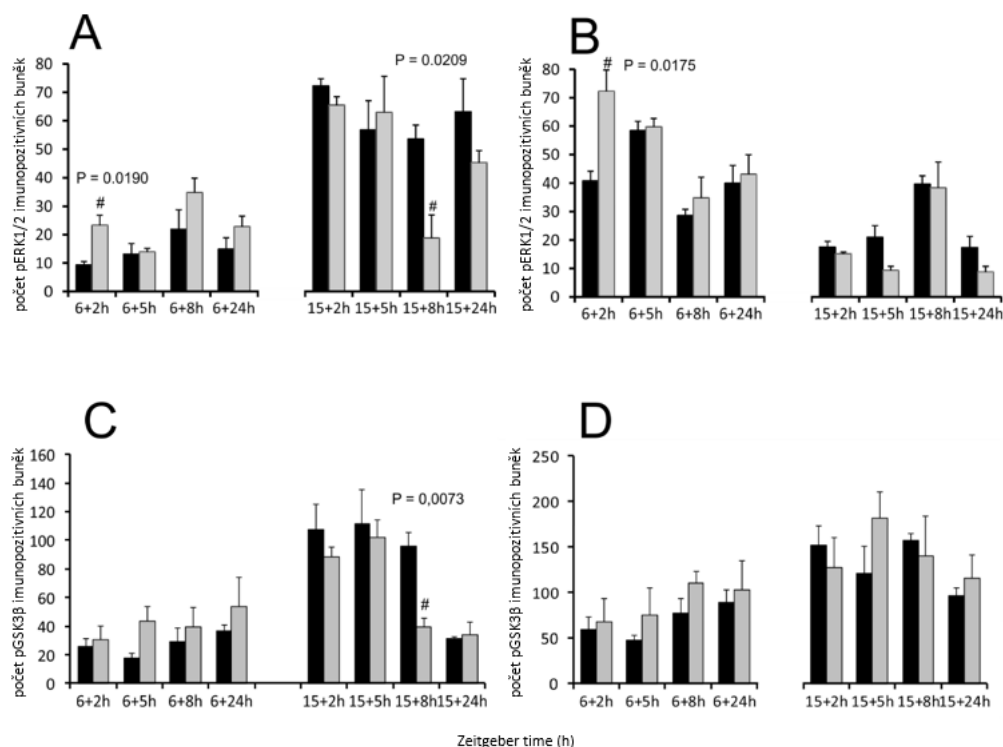 A
P = 0.0209
P = 0.0190
#
#
počet pERK1/2 imunopozitivních buněk
80
70
60
50
40
30
20
10
0
6+2h 6+5h 6+8h 6+24h 15+2h 15+5h 15+8h 15+24h
B
# P = 0.0175
počet pERK1/2 imunopozitivních buněk
80
70
60
50
40
30
20
10
0
6+2h 6+5h 6+8h 6+24h 15+2h 15+5h 15+8h 15+24h
C
P = 0,0073
#
počet pGSK3β imunopozitivních buněk
160
140
120
100
80
60
40
20
0
6+2h 6+5h 6+8h 6+24h 15+2h 15+5h 15+8h 15+24h
D
počet pGSK3β imunopozitivních buněk
250
200
150
100
50
0
6+2h 6+5h 6+8h 6+24h 15+2h 15+5h 15+8h 15+24h
Zeitgeber time (h)